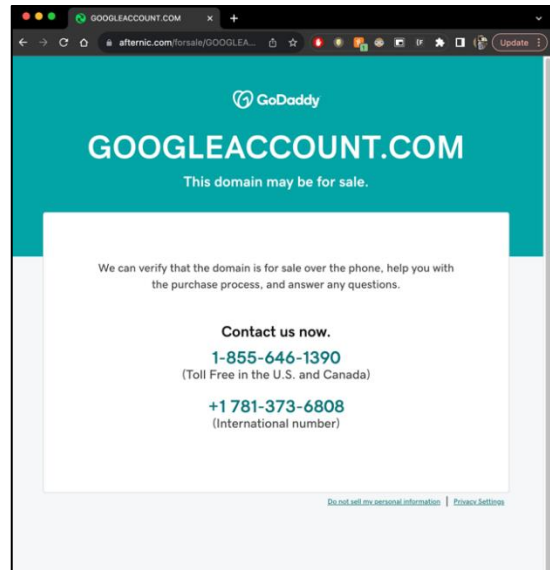 GOOGLEACCOUNT.COM
afternic.com/forsale/GOOGLEA...
Update
GoDaddy
GOOGLEACCOUNT.COM
This domain may be for sale.
We can verify that the domain is for sale over the phone, help you with
the purchase process, and answer any questions.
Contact us now.
1-855-646-1390
(Toll Free in the U.S. and Canada)
+1 781-373-6808
(International number)
Do not sell my personal information | Privacy Settings